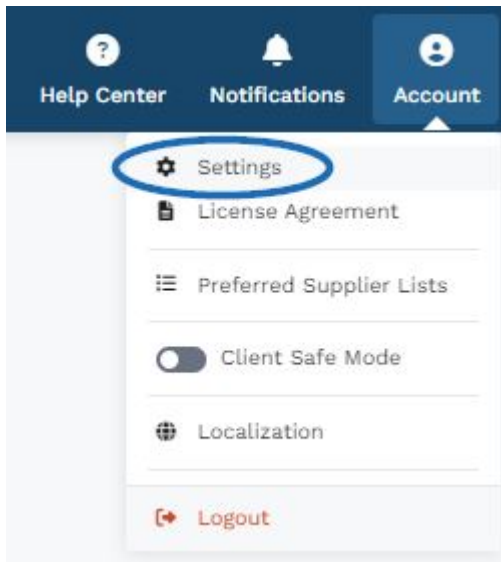 Help Center Notifications Account
Settings
License Agreement
Preferred Supplier Lists
Client Safe Mode
Localization
Logout